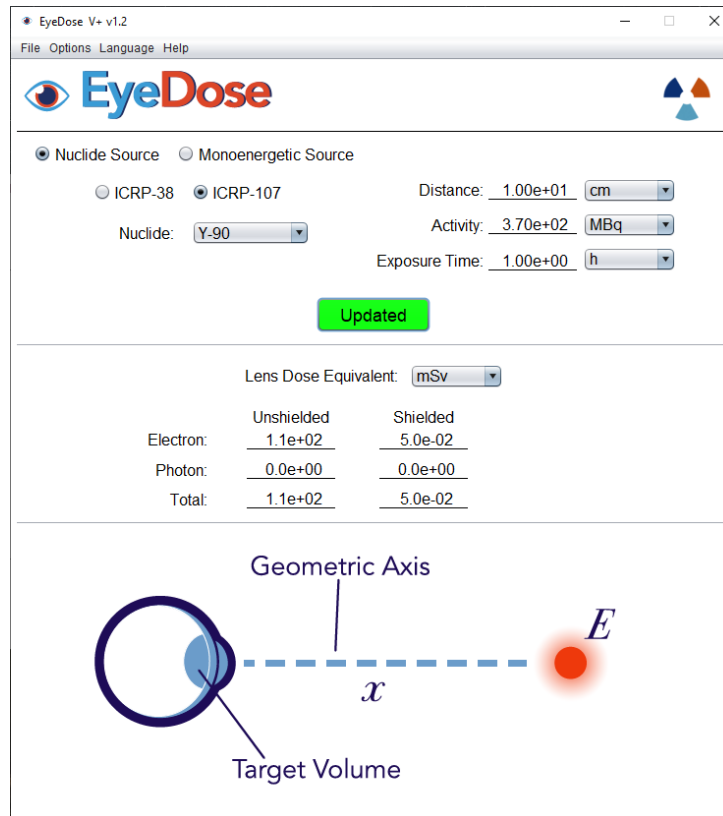 EyeDose V+ v1.2
File Options Language Help
EyeDose
Nuclide Source Monoenergetic Source
ICRP-38 ICRP-107
Distance: 1.00e+01 cm
Nuclide: Y-90
Activity: 3.70e+02 MBq
Exposure Time: 1.00e+00 h
Updated
Lens Dose Equivalent: mSv
Unshielded Shielded
Electron: 1.1e+02 5.0e-02
Photon: 0.0e+00 0.0e+00
Total: 1.1e+02 5.0e-02
Geometric Axis
E
x
Target Volume